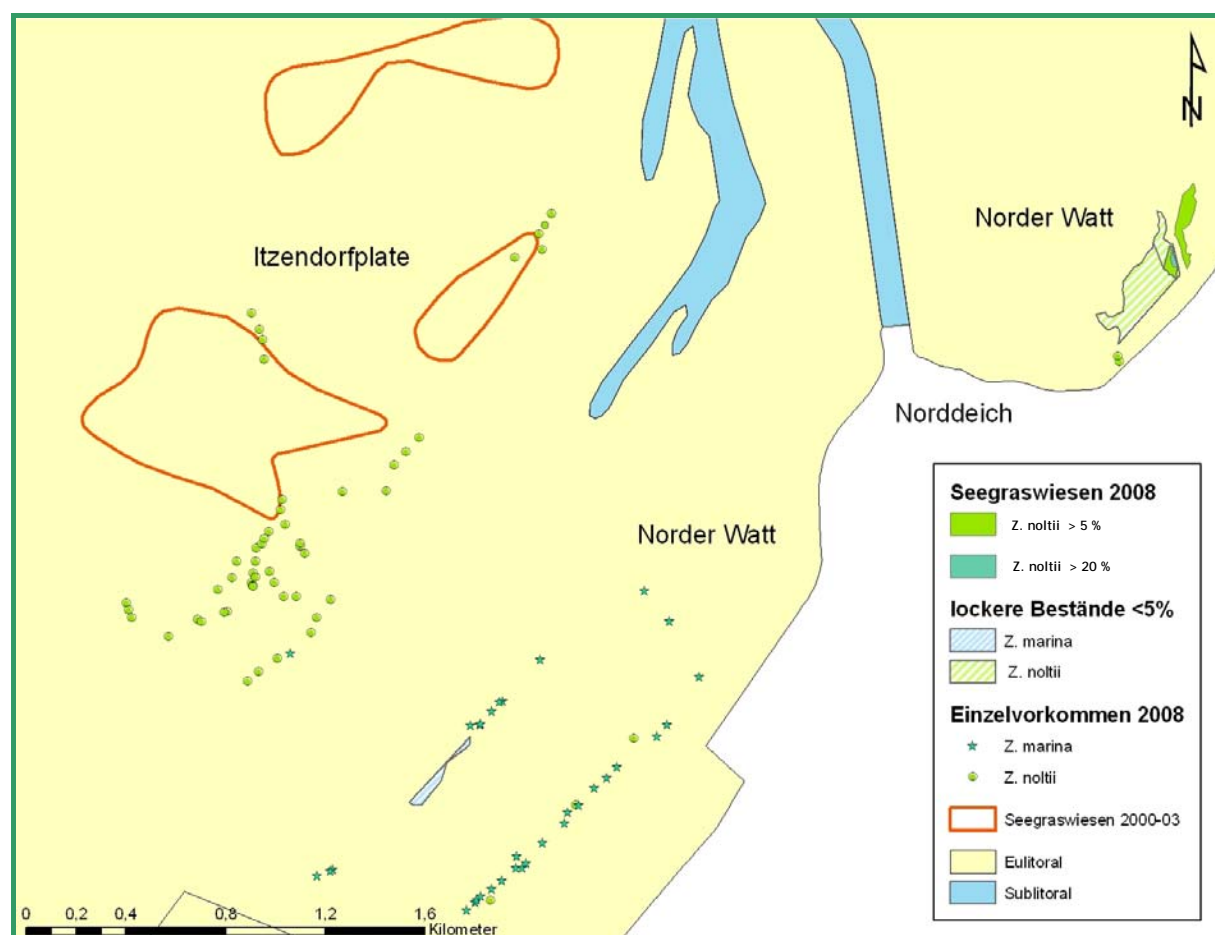 N
Norder Watt
Itzendorfplate
Norddeich
Norder Watt
Seegraswiesen 2008
Z. noltii > 5 %
Z. noltii > 20 %
lockere Bestände <5%
Z. marina
Z. noltii
Einzelvorkommen 2008
Z. marina
Z. noltii
Seegraswiesen 2000-03
Eulitoral
Sublitoral
0 0,2 0,4 0,8 1,2 1,6
Kilometer